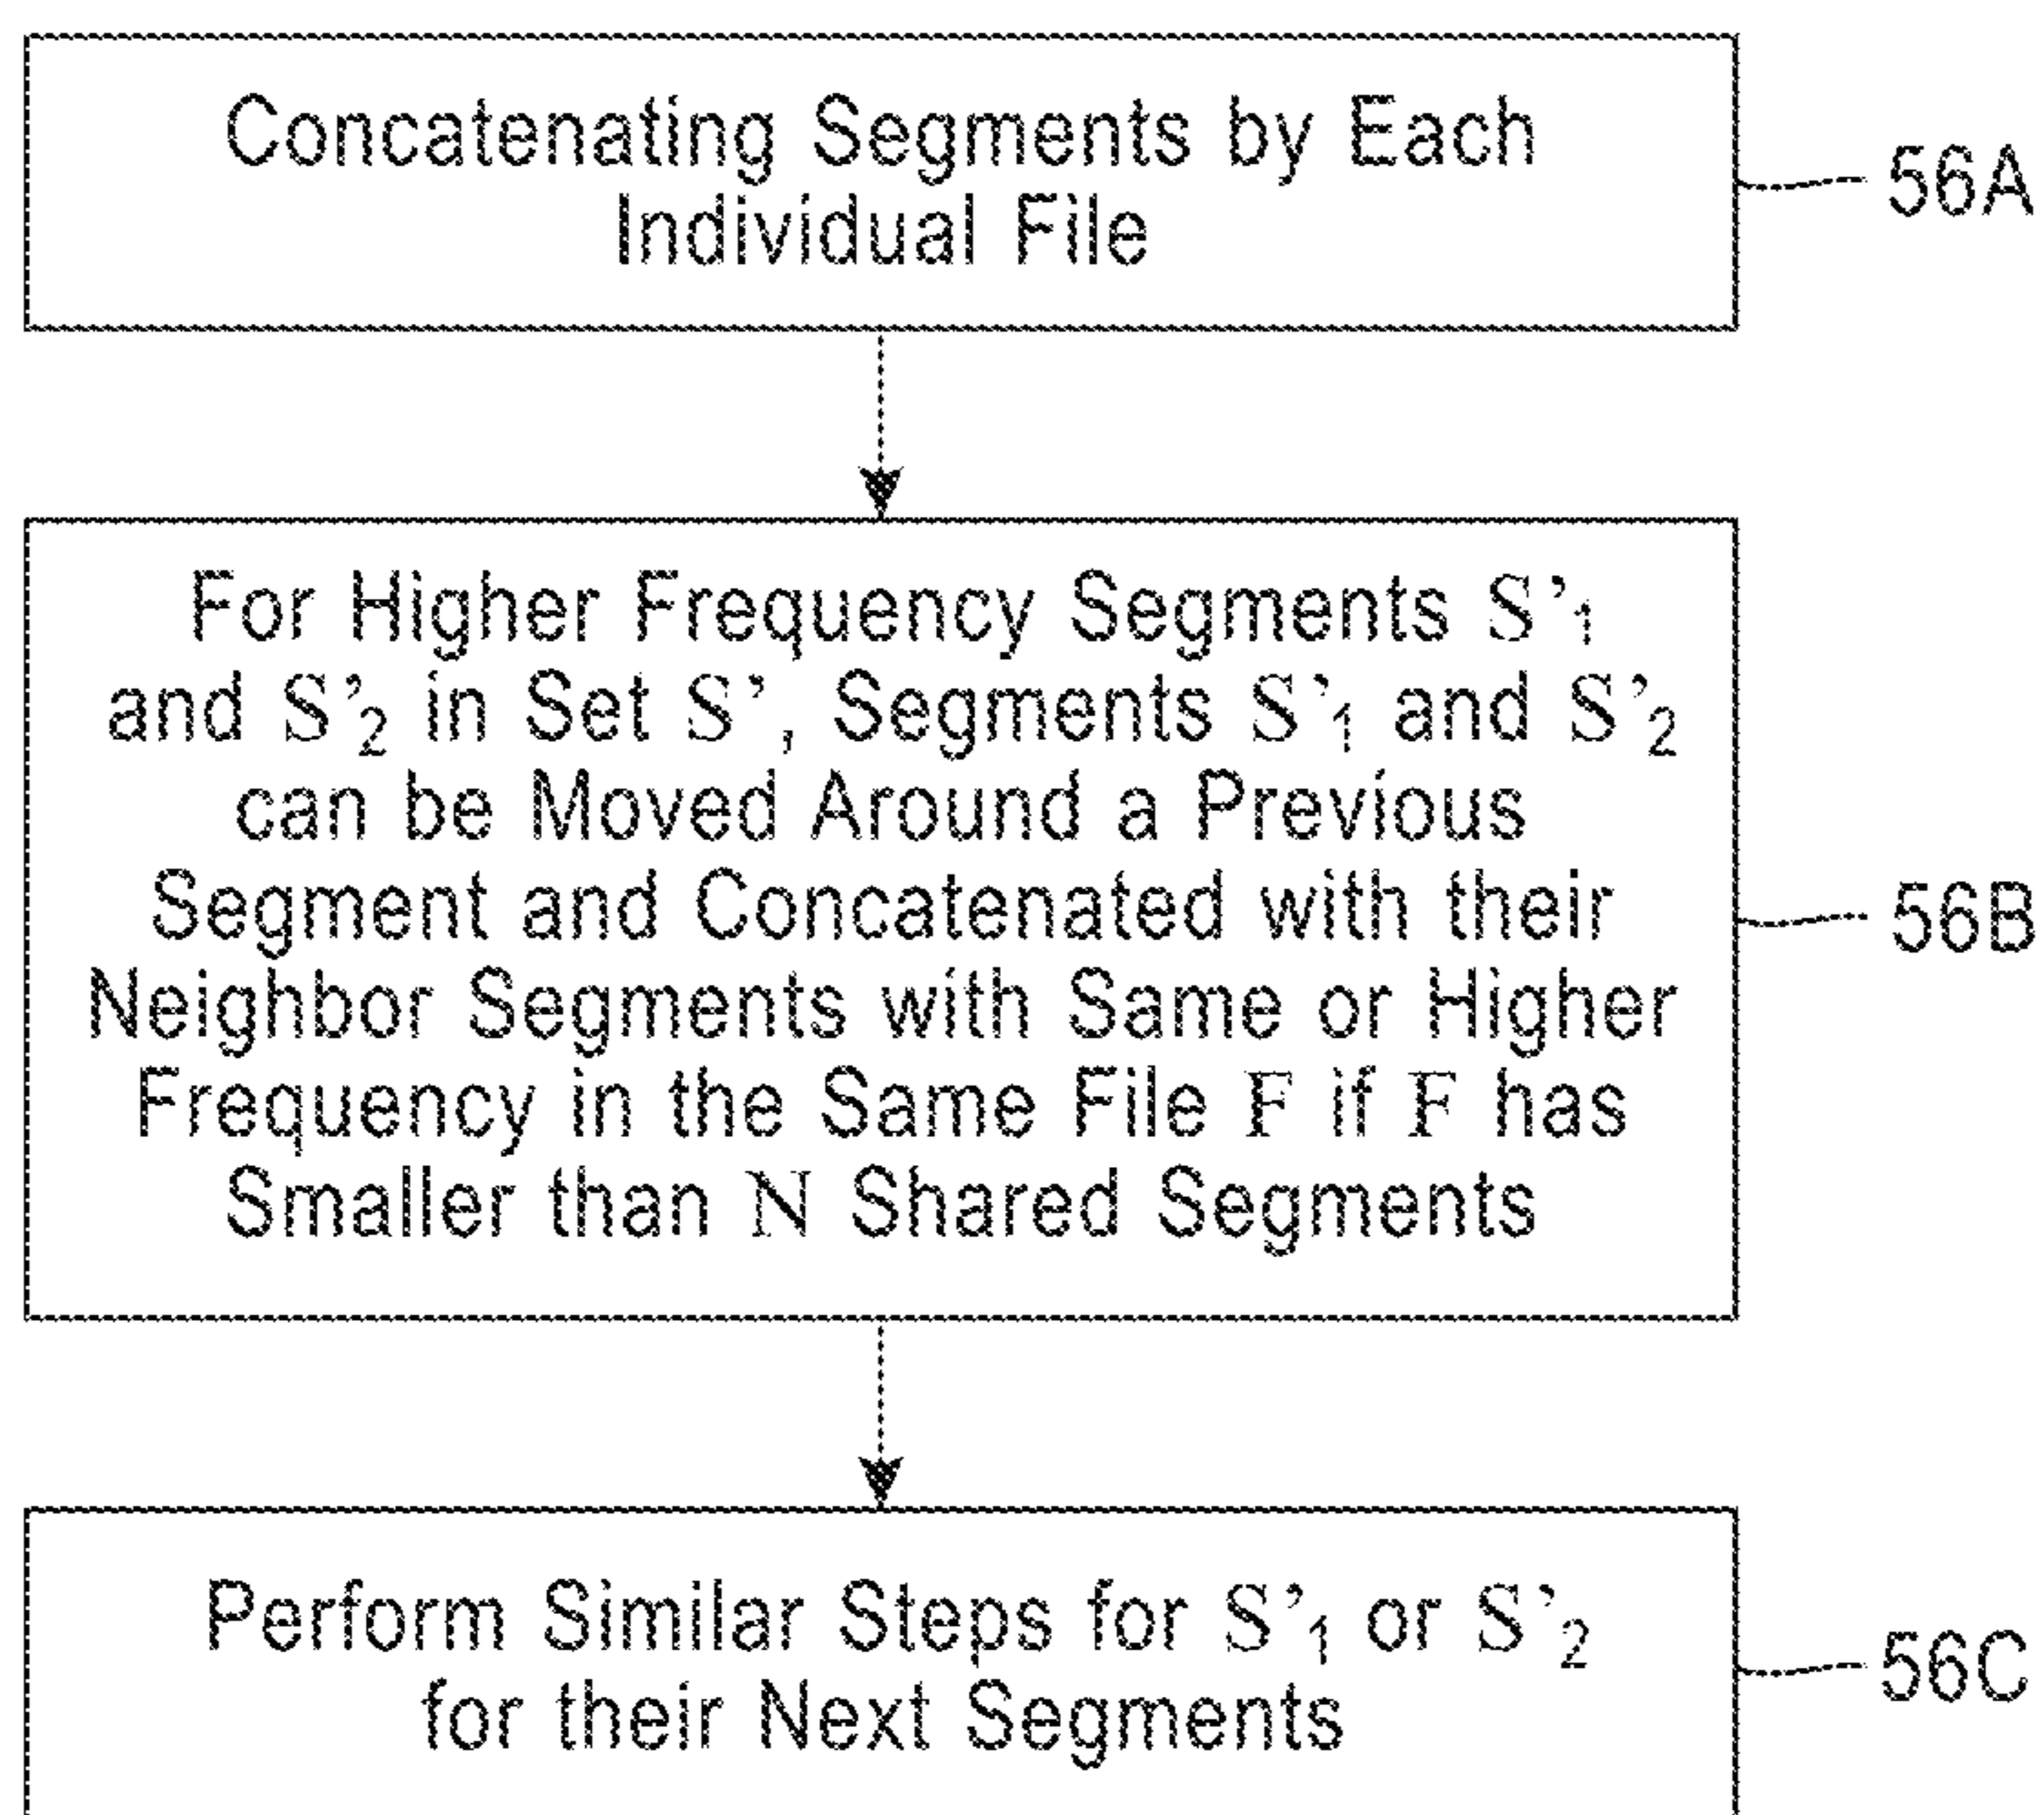 Concatenating Segments by Each
Individual File
56A
For Higher Frequency Segments S'₁
and S'₂ in Set S', Segments S'₁ and S'₂
can be Moved Around a Previous
Segment and Concatenated with their
Neighbor Segments with Same or Higher
Frequency in the Same File F if F has
Smaller than N Shared Segments
56B
Perform Similar Steps for S'₁ or S'₂
for their Next Segments
56C